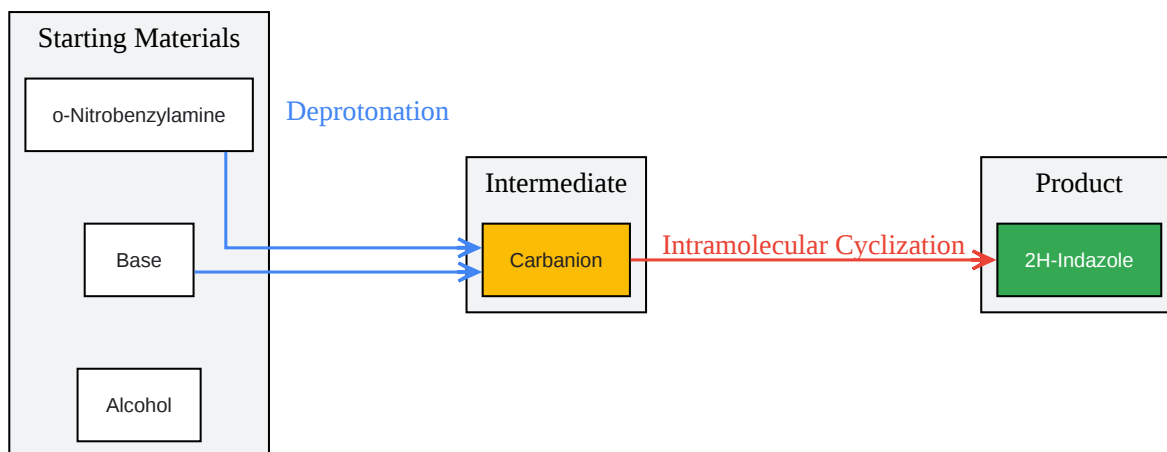 Starting Materials
o-Nitrobenzylamine
Deprotonation
Base
Alcohol
Intermediate
Carbanion
Intramolecular Cyclization
Product
2H-Indazole